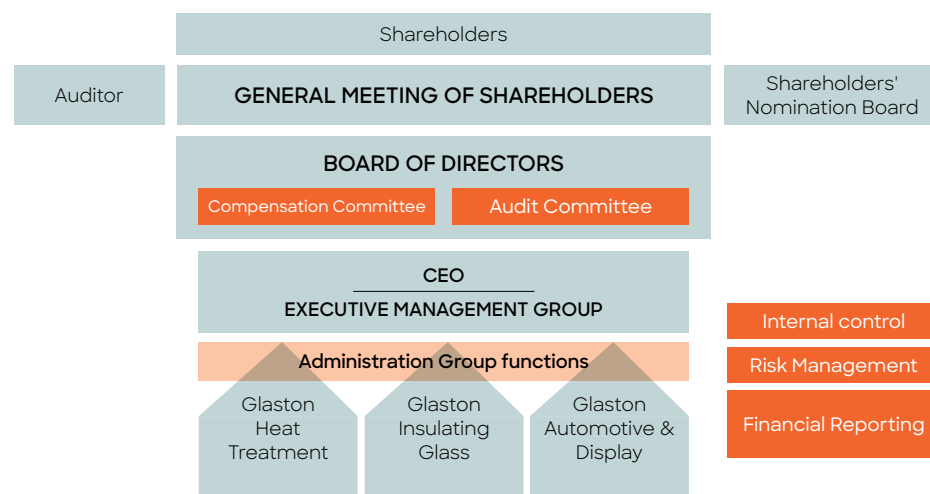 Shareholders
Auditor
GENERAL MEETING OF SHAREHOLDERS
Shareholders'
Nomination Board
BOARD OF DIRECTORS
Compensation Committee
Audit Committee
CEO
EXECUTIVE MANAGEMENT GROUP
Internal control
Administration Group functions
Risk Management
Glaston
Heat
Treatment
Glaston
Insulating
Glass
Glaston
Automotive &
Display
Financial Reporting